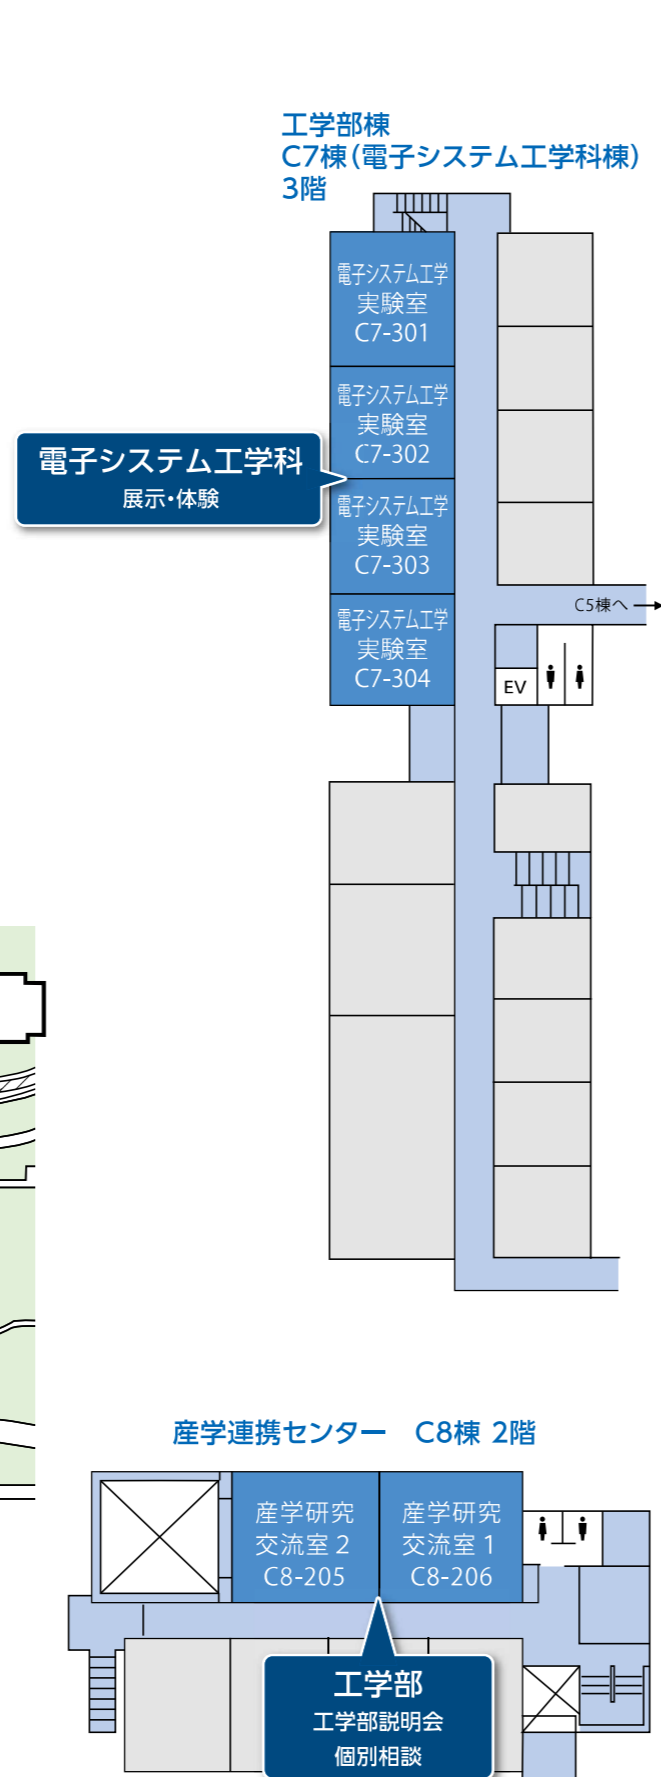 工学部棟
C7棟（電子システム工学科棟）
3階
電子システム工学
実験室
C7-301
電子システム工学
実験室
C7-302
電子システム工学科
展示・体験
電子システム工学
実験室
C7-303
C5棟へ
電子システム工学
実験室
C7-304
EV
産学連携センター　C8棟 2階
産学研究
交流室２
C8-205
産学研究
交流室１
C8-206
工学部
工学部説明会
個別相談